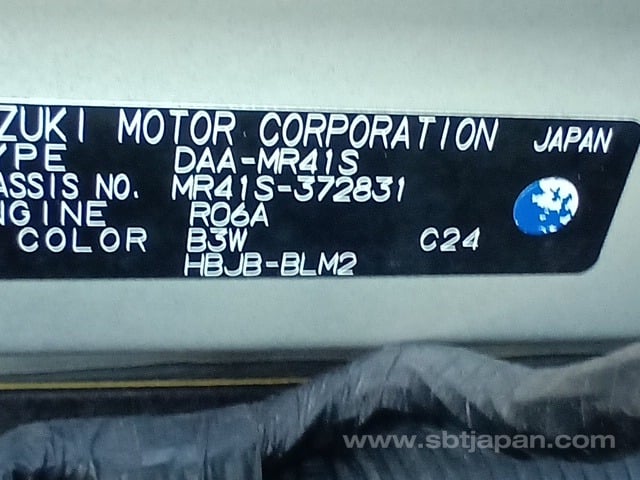 ZUKI MOTOR CORPORATION JAPAN
YPE DAA-MR41S
ASSIS NO. MR41S-372831
NGINE R06A
COLOR B3W C24
HBJB-BLM2
www.sbtjapan.com